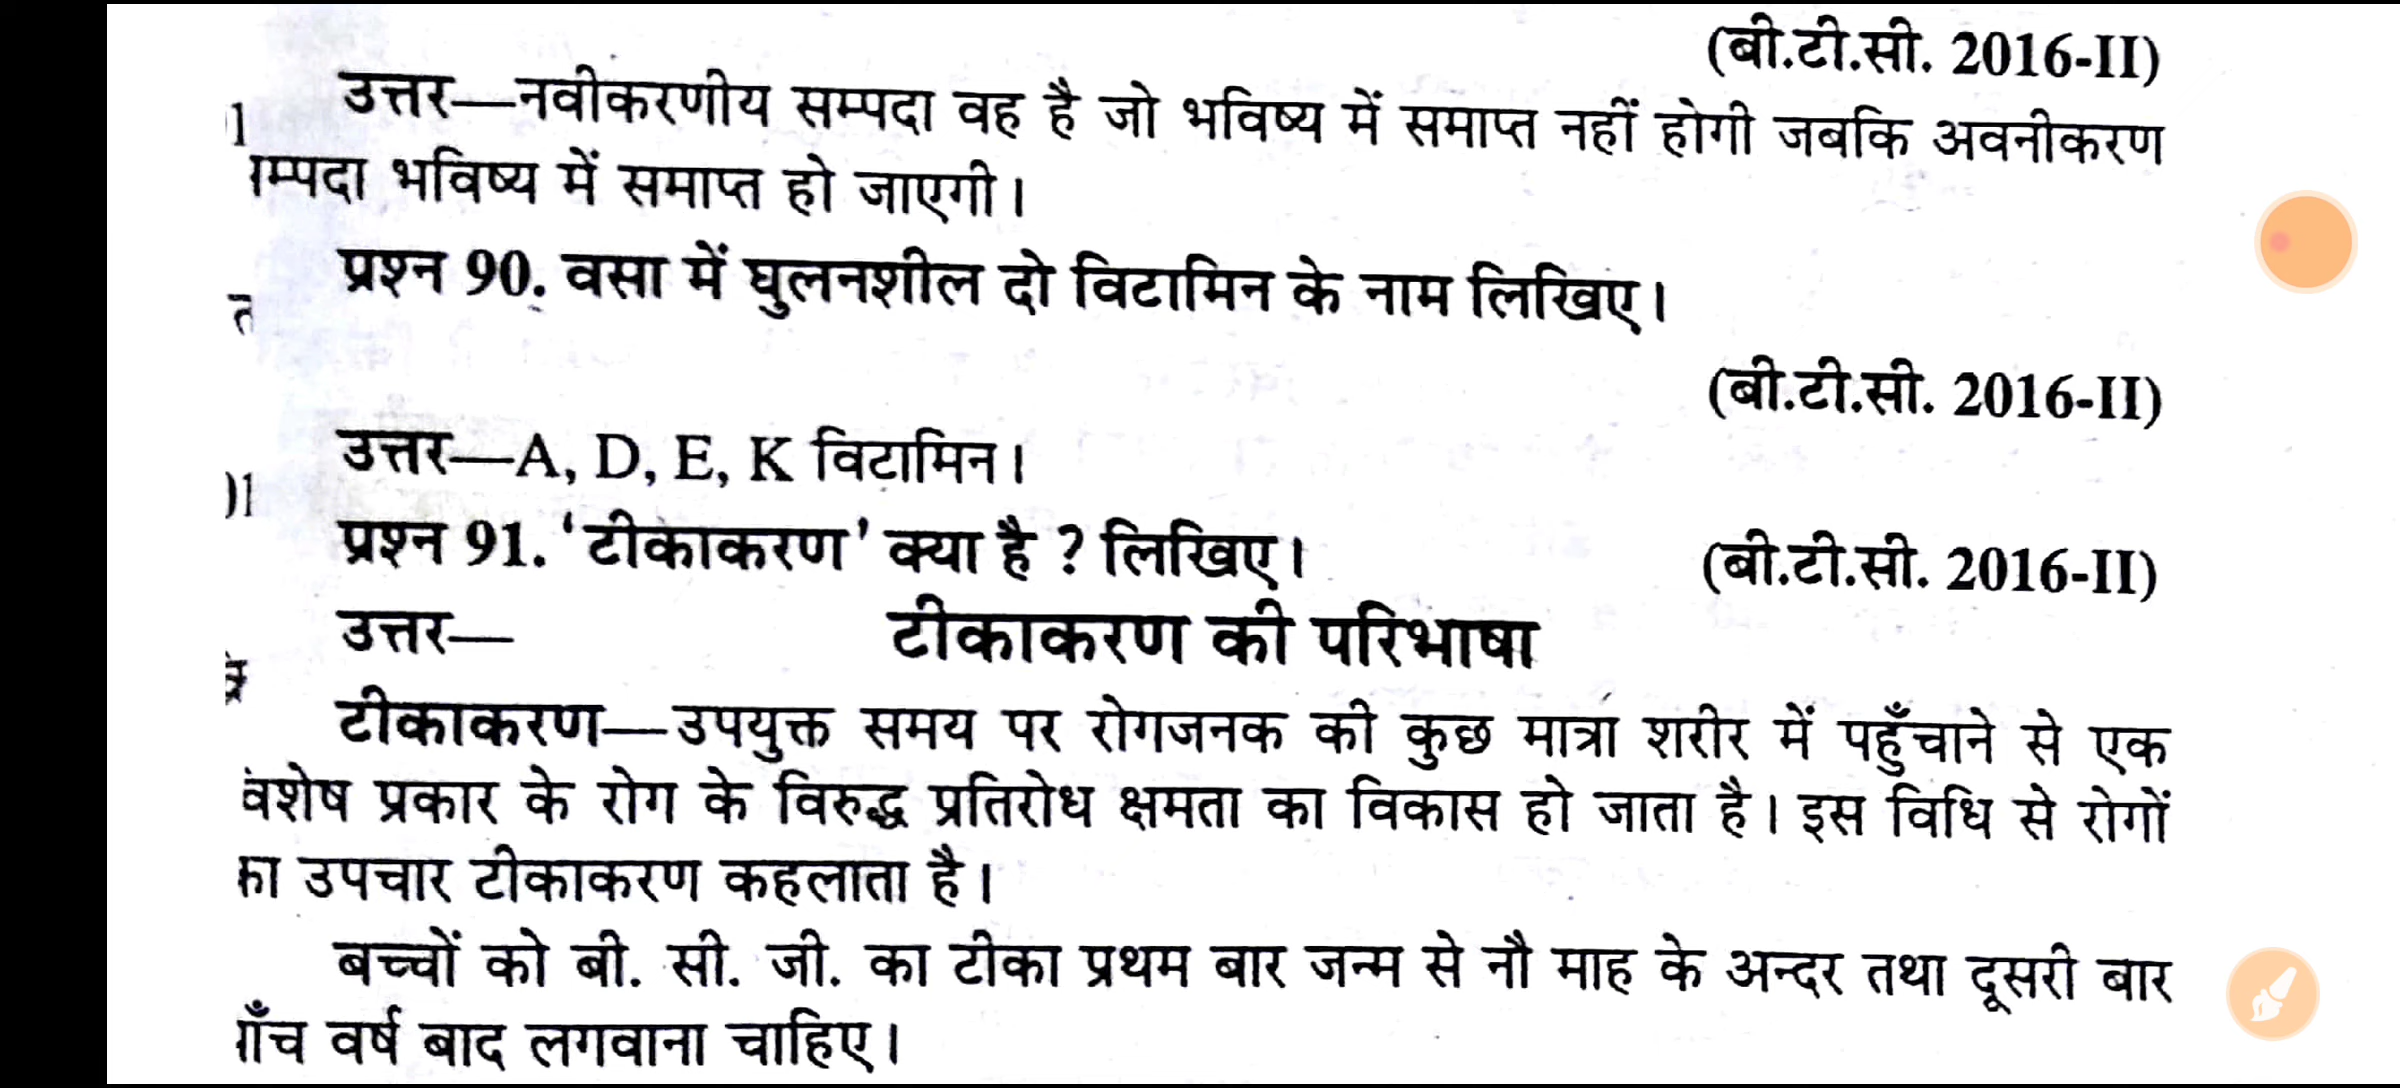 (बी.टी.सी. 2016-II)
उत्तर—नवीकरणीय सम्पदा वह है जो भविष्य में समाप्त नहीं होगी जबकि अवनीकरण
म्पदा भविष्य में समाप्त हो जाएगी।
प्रश्न 90. वसा में घुलनशील दो विटामिन के नाम लिखिए।
(बी.टी.सी. 2016-II)
उत्तर—A, D, E, K विटामिन।
प्रश्न 91. ‘टीकाकरण’ क्या है ? लिखिए। (बी.टी.सी. 2016-II)
उत्तर— टीकाकरण की परिभाषा
टीकाकरण—उपयुक्त समय पर रोगजनक की कुछ मात्रा शरीर में पहुँचाने से एक
वशेष प्रकार के रोग के विरुद्ध प्रतिरोध क्षमता का विकास हो जाता है। इस विधि से रोगों
का उपचार टीकाकरण कहलाता है।
बच्चों को बी. सी. जी. का टीका प्रथम बार जन्म से नौ माह के अन्दर तथा दूसरी बार
ाँच वर्ष बाद लगवाना चाहिए।